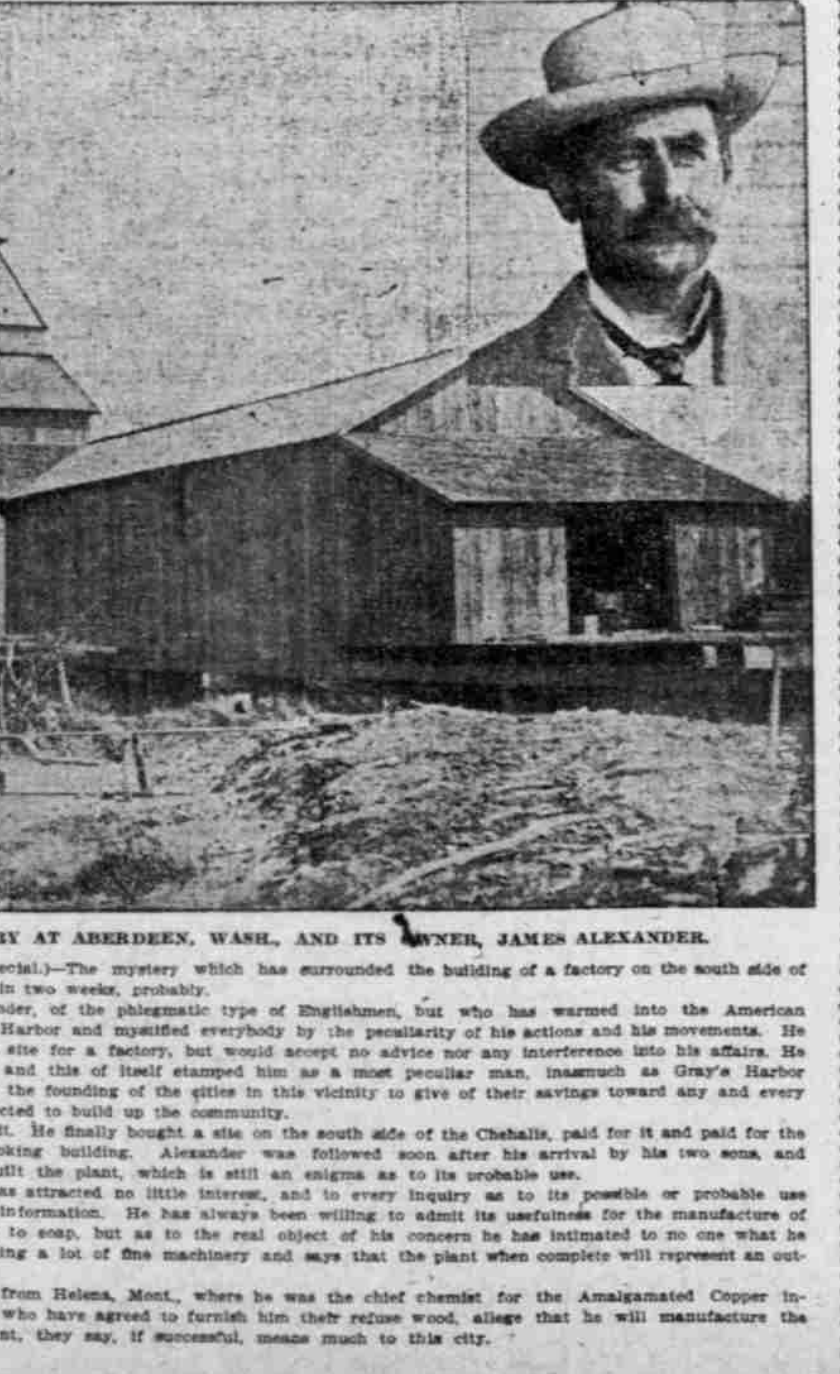 RY AT ABERDEEN, WASH., AND ITS OWNER, JAMES ALEXANDER.
ecial.)—The mystery which has surrounded the building of a factory on the south side of
in two weeks, probably.
nder, of the phlegmatic type of Englishmen, but who has warmed into the American
Harbor and mystified everybody by the peculiarity of his actions and his movements. He
site for a factory, but would accept no advice nor any interference into his affairs. He
and this of itself stamped him as a most peculiar man, inasmuch as Gray's Harbor
the founding of the cities in this vicinity to give of their savings toward any and every
cted to build up the community.
it. He finally bought a site on the south side of the Chehalis, paid for it and paid for the
oking building. Alexander was followed soon after his arrival by his two sons, and
uilt the plant, which is still an enigma as to its probable use.
as attracted no little interest, and to every inquiry as to its possible or probable use
information. He has always been willing to admit its usefulness for the manufacture of
to soap, but as to the real object of his concern he has intimated to no one what he
ing a lot of fine machinery and says that the plant when complete will represent an out-
from Helena, Mont., where he was the chief chemist for the Amalgamated Copper in-
who have agreed to furnish him their refuse wood, allege that he will manufacture the
nt, they say, if successful, means much to this city.